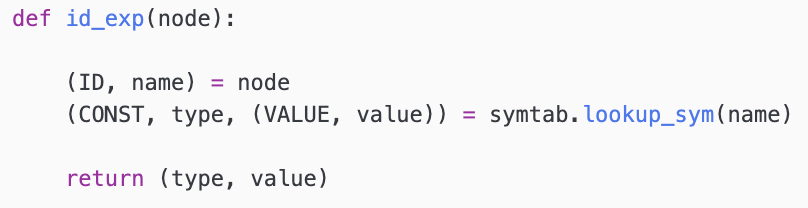 def id_exp(node):
(ID, name) = node
(CONST, type, (VALUE, value)) = symtab.lookup_sym(name)
return (type, value)